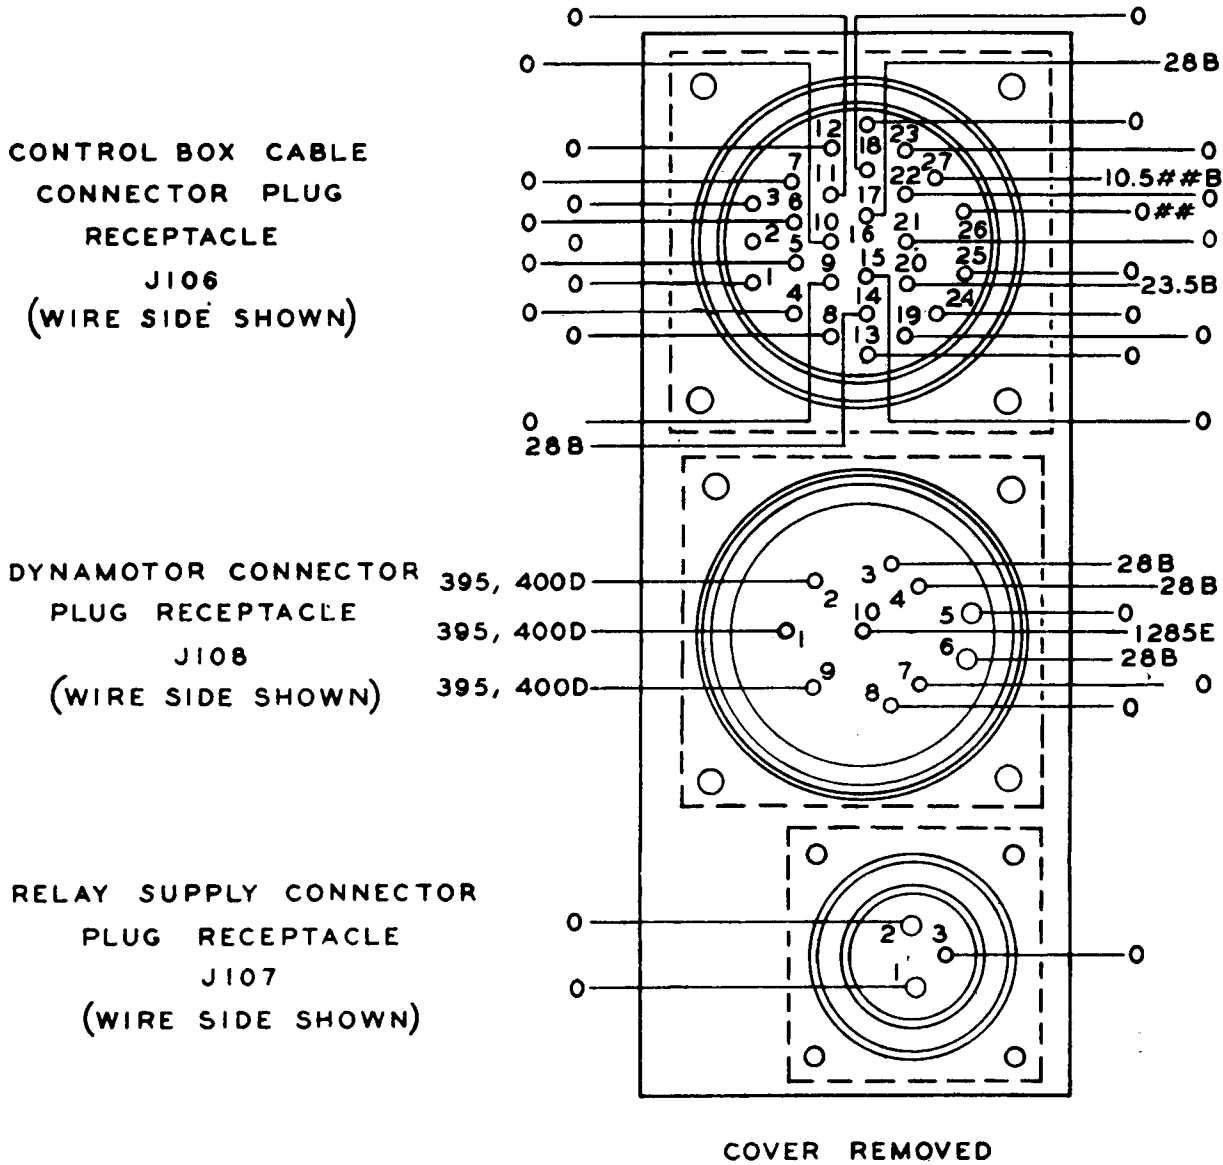 0 0
0 28B
12 0
0 18 23 0
7 27
0 11 22 10.5##B
0 3 6 17 0
0 10 0##
0 2 16 21 26 0
0 5 15 25
0 1 9 20 0
4 14 24 23.5B
0 8 13 19 0
0 0
0
0 0
28B
CONTROL BOX CABLE
CONNECTOR PLUG
RECEPTACLE
J106
(WIRE SIDE SHOWN)
DYNAMOTOR CONNECTOR
PLUG RECEPTACLE
J108
(WIRE SIDE SHOWN)
395, 400D 2 3 28B
4 28B
10 5 0
395, 400D 1 1285E
6 28B
395, 400D 9 7 0
8 0
RELAY SUPPLY CONNECTOR
PLUG RECEPTACLE
J107
(WIRE SIDE SHOWN)
0 2 3
0
0 1
COVER REMOVED